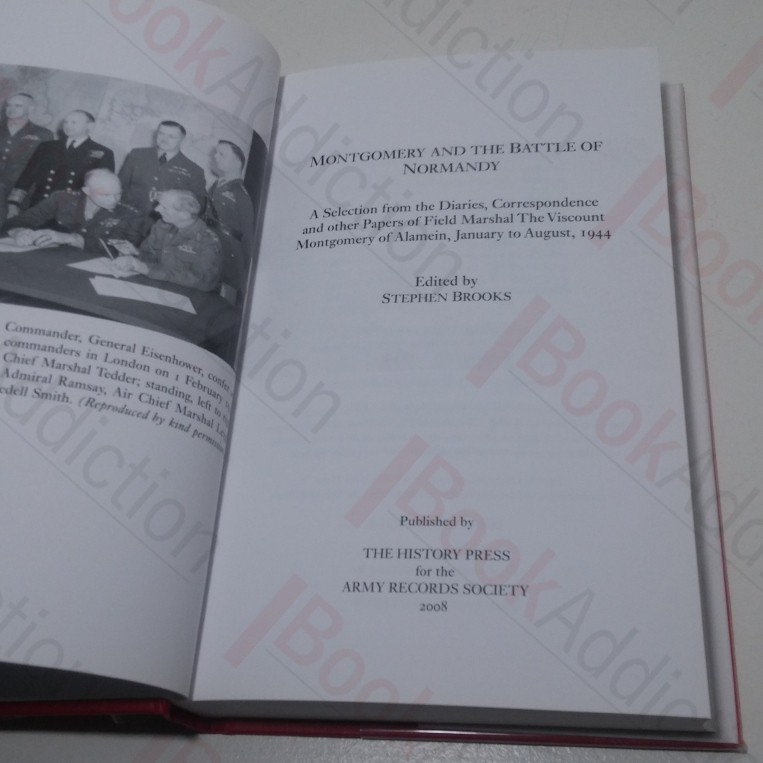 Commander, General Eisenhower, confer
commanders in London on 1 February
Chief Marshal Tedder; standing, left to
Admiral Ramsay, Air Chief Marshal
edell Smith. (Reproduced by kind
MONTGOMERY AND THE BATTLE OF
NORMANDY
A Selection from the Diaries, Correspondence
and other Papers of Field Marshal The Viscount
Montgomery of Alamein, January to August, 1944
Edited by
STEPHEN BROOKS
Published by
THE HISTORY PRESS
for the
ARMY RECORDS SOCIETY
2008
BookAddiction